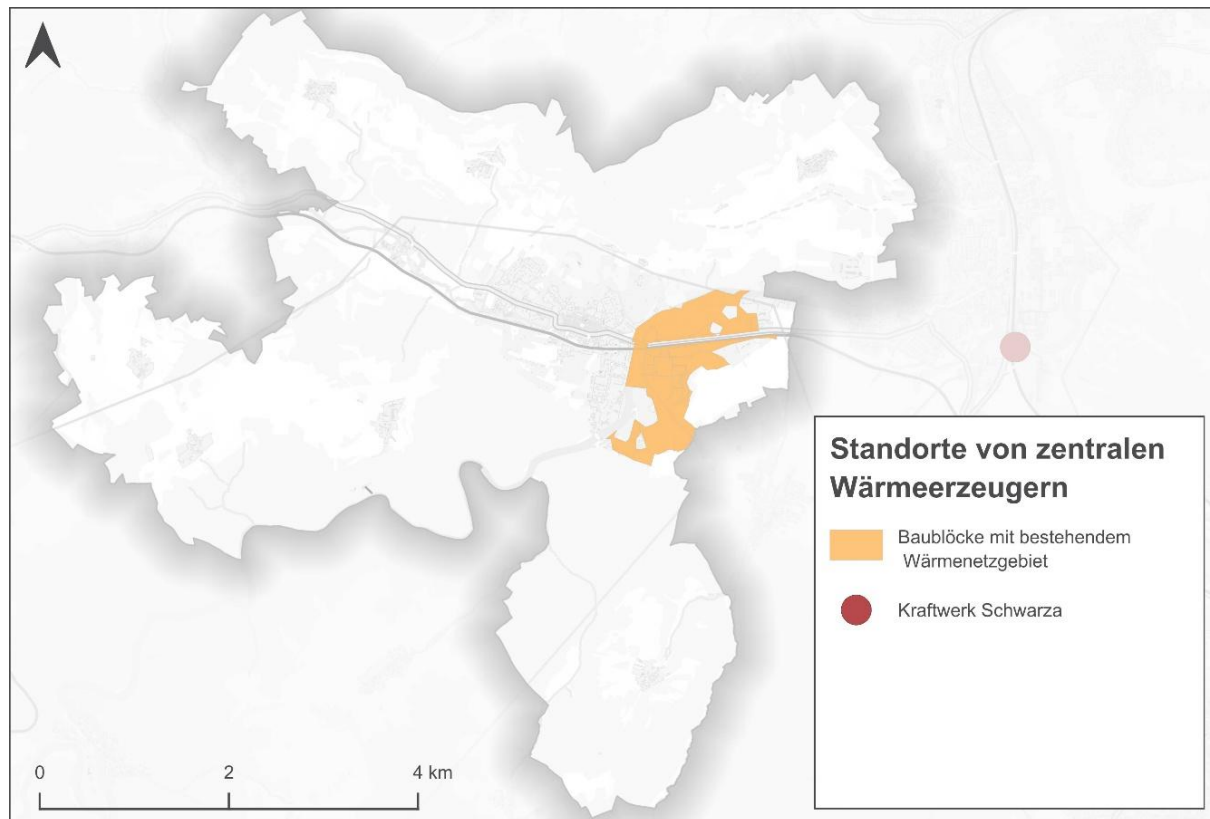 Standorte von zentralen
Wärmeerzeugern
Baublöcke mit bestehendem
Wärmenetzgebiet
Kraftwerk Schwarza
0 2 4 km